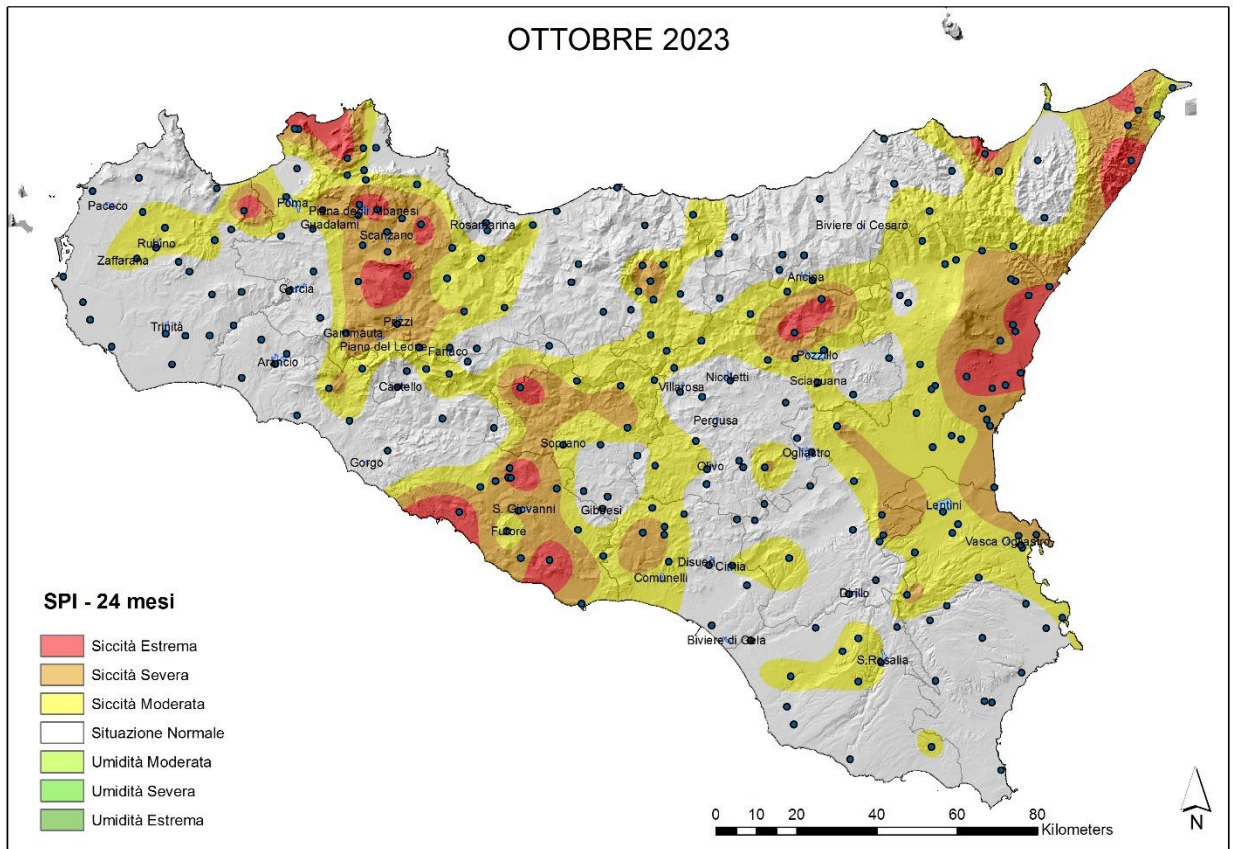 OTTOBRE 2023
Paceco
Poma
Piana degli Albanesi
Guadalami
Rosamarina
Scanzano
Rubino
Zaffarana
Biviere di Cesarò
Garcia
Ancipa
Trinità
Prizzi
Gammauta
Piano del Leone
Fanaco
Arancio
Castello
Pozzillo
Nicoletti
Sciaguana
Villarosa
Pergusa
Soprano
Ogliastro
Gorgo
Olivo
S. Giovanni
Gibbesi
Lentini
Furore
Vasca Ogliastro
Disueri
Cimia
Comunelli
Dirillo
Biviere di Gela
S.Rosalia
SPI - 24 mesi
Siccità Estrema
Siccità Severa
Siccità Moderata
Situazione Normale
Umidità Moderata
Umidità Severa
Umidità Estrema
0 10 20 40 60 80
Kilometers
N